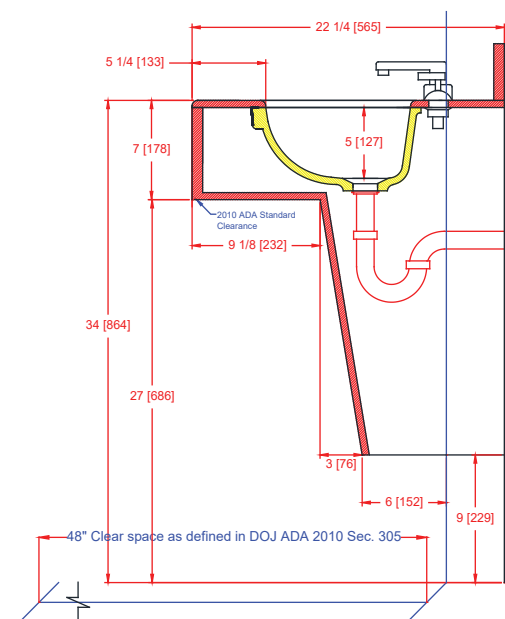 22 1/4 [565]
5 1/4 [133]
7 [178]
5 [127]
2010 ADA Standard
Clearance
9 1/8 [232]
34 [864]
27 [686]
3 [76]
6 [152]
9 [229]
48" Clear space as defined in DOJ ADA 2010 Sec. 305